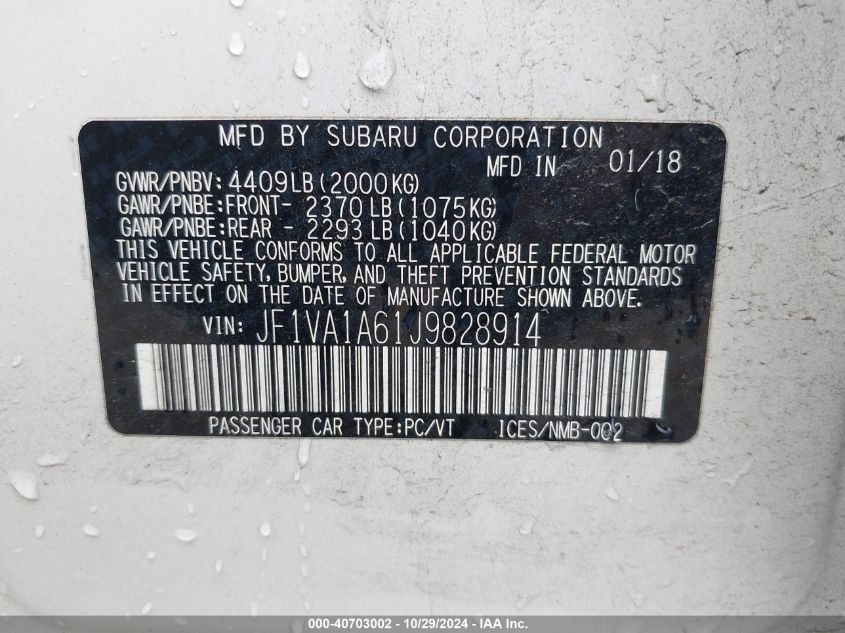 MFD BY SUBARU CORPORATION
MFD IN 01/18
GVWR/PNBV: 4409LB(2000KG)
GAWR/PNBE:FRONT- 2370 LB(1075KG)
GAWR/PNBE:REAR - 2293 LB(1040KG)
THIS VEHICLE CONFORMS TO ALL APPLICABLE FEDERAL MOTOR
VEHICLE SAFETY, BUMPER, AND THEFT PREVENTION STANDARDS
IN EFFECT ON THE DATE OF MANUFACTURE SHOWN ABOVE.
VIN: JF1VA1A61J9828914
PASSENGER CAR TYPE:PC/VT ICES/NMB-002
000-40703002 - 10/29/2024 - IAA Inc.